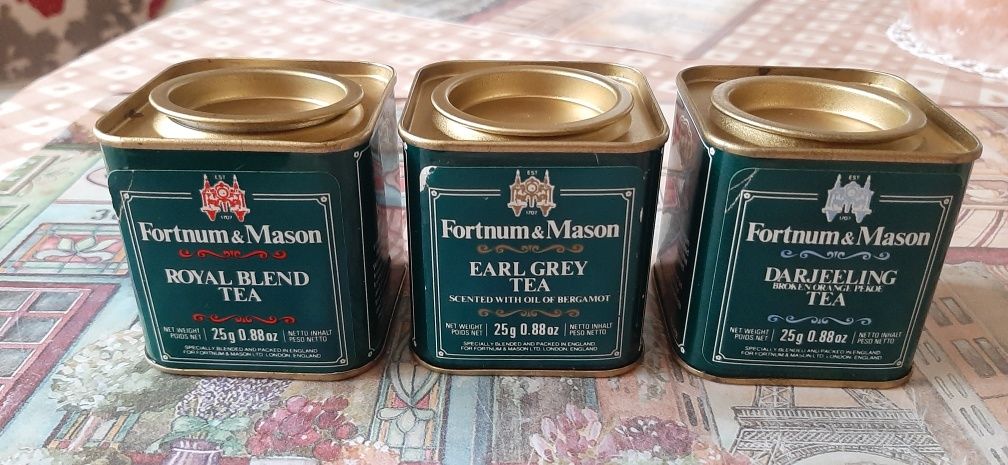 EST
1707
Fortnum & Mason
ROYAL BLEND
TEA
NET WEIGHT
POIDS NET
25g 0.88oz
NETTO INHALT
PESO NETTO
SPECIALLY BLENDED AND PACKED IN ENGLAND
FOR FORTNUM & MASON LTD. LONDON. ENGLAND
EST
1707
Fortnum & Mason
EARL GREY
TEA
SCENTED WITH OIL OF BERGAMOT
NET WEIGHT
POIDS NET
25g 0.88oz
NETTO INHALT
PESO NETTO
SPECIALLY BLENDED AND PACKED IN ENGLAND
FOR FORTNUM & MASON LTD. LONDON. ENGLAND
EST
1707
Fortnum & Mason
DARJEELING
BROKEN ORANGE PEKOE
TEA
NET WEIGHT
POIDS NET
25g 0.88oz
NETTO INHALT
PESO NETTO
SPECIALLY BLENDED AND PACKED IN ENGLAND
FOR FORTNUM & MASON LTD. LONDON. ENGLAND